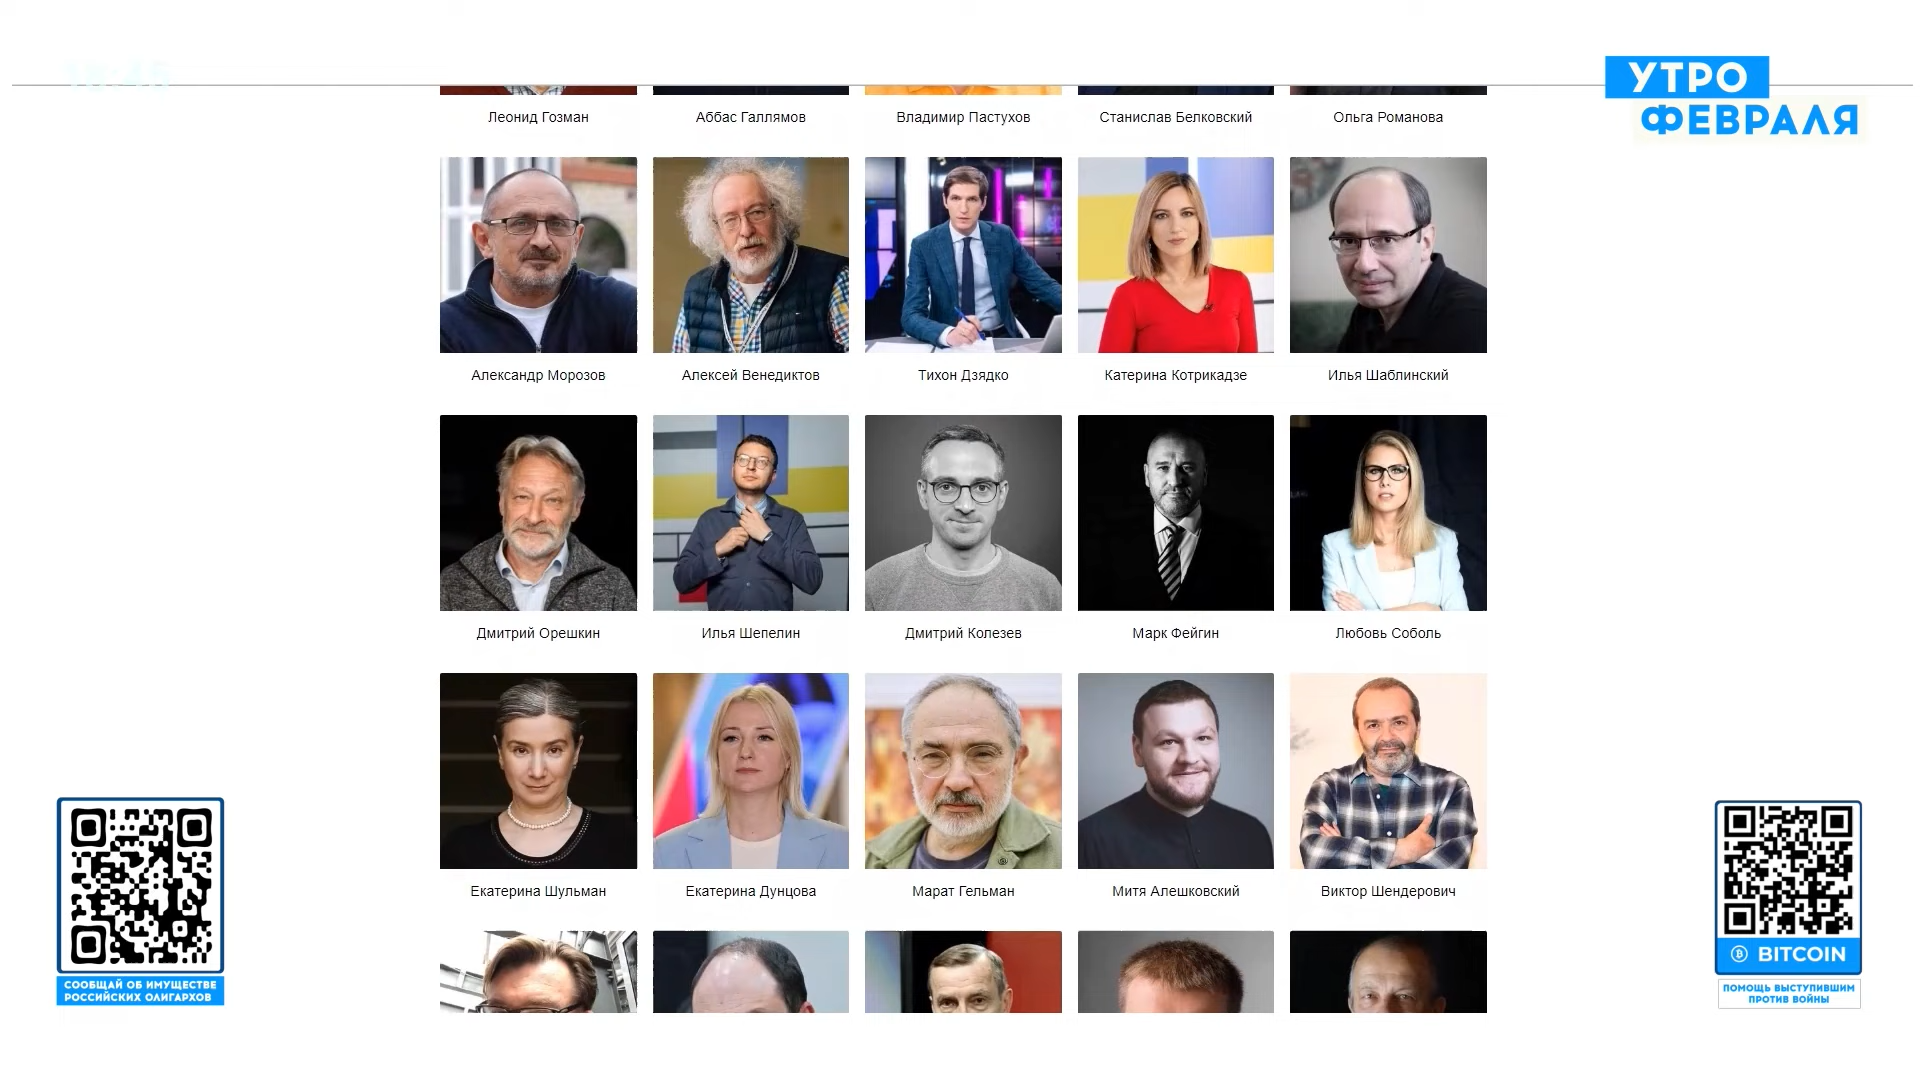 УТРО
ФЕВРАЛЯ
Леонид Гозман
Аббас Галлямов
Владимир Пастухов
Станислав Белковский
Ольга Романова
Александр Морозов
Алексей Венедиктов
Тихон Дзядко
Катерина Котрикадзе
Илья Шаблинский
Дмитрий Орешкин
Илья Шепелин
Дмитрий Колезев
Марк Фейгин
Любовь Соболь
Екатерина Шульман
Екатерина Дунцова
Марат Гельман
Митя Алешковский
Виктор Шендерович
СООБЩАЙ ОБ ИМУЩЕСТВЕ
РОССИЙСКИХ ОЛИГАРХОВ
BITCOIN
ПОМОЩЬ ВЫСТУПИВШИМ
ПРОТИВ ВОЙНЫ